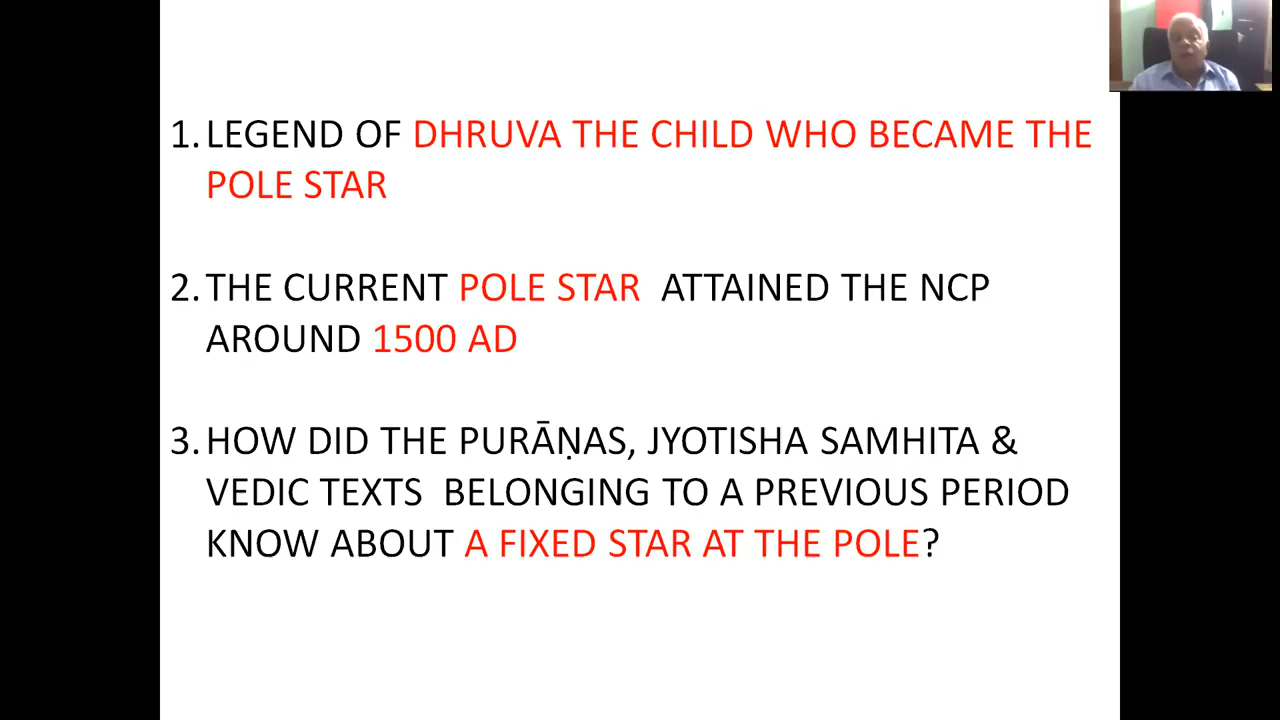 1. LEGEND OF DHRUVA THE CHILD WHO BECAME THE
POLE STAR
2. THE CURRENT POLE STAR ATTAINED THE NCP
AROUND 1500 AD
3. HOW DID THE PURĀṆAS, JYOTISHA SAMHITA &
VEDIC TEXTS BELONGING TO A PREVIOUS PERIOD
KNOW ABOUT A FIXED STAR AT THE POLE?